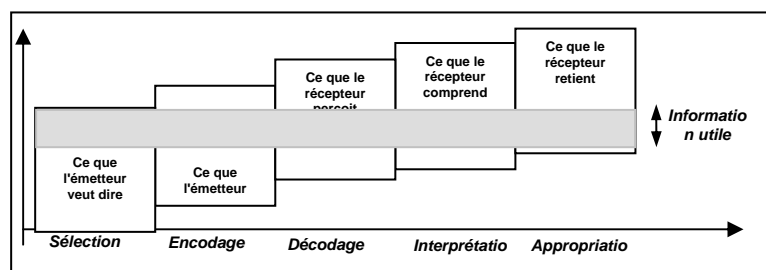 Ce que le
récepteur
perçoit
Ce que le
récepteur
comprend
Ce que le
récepteur
retient
Ce que
l'émetteur
veut dire
Ce que
l'émetteur
Informatio
n utile
Sélection
Encodage
Décodage
Interprétatio
Appropriatio